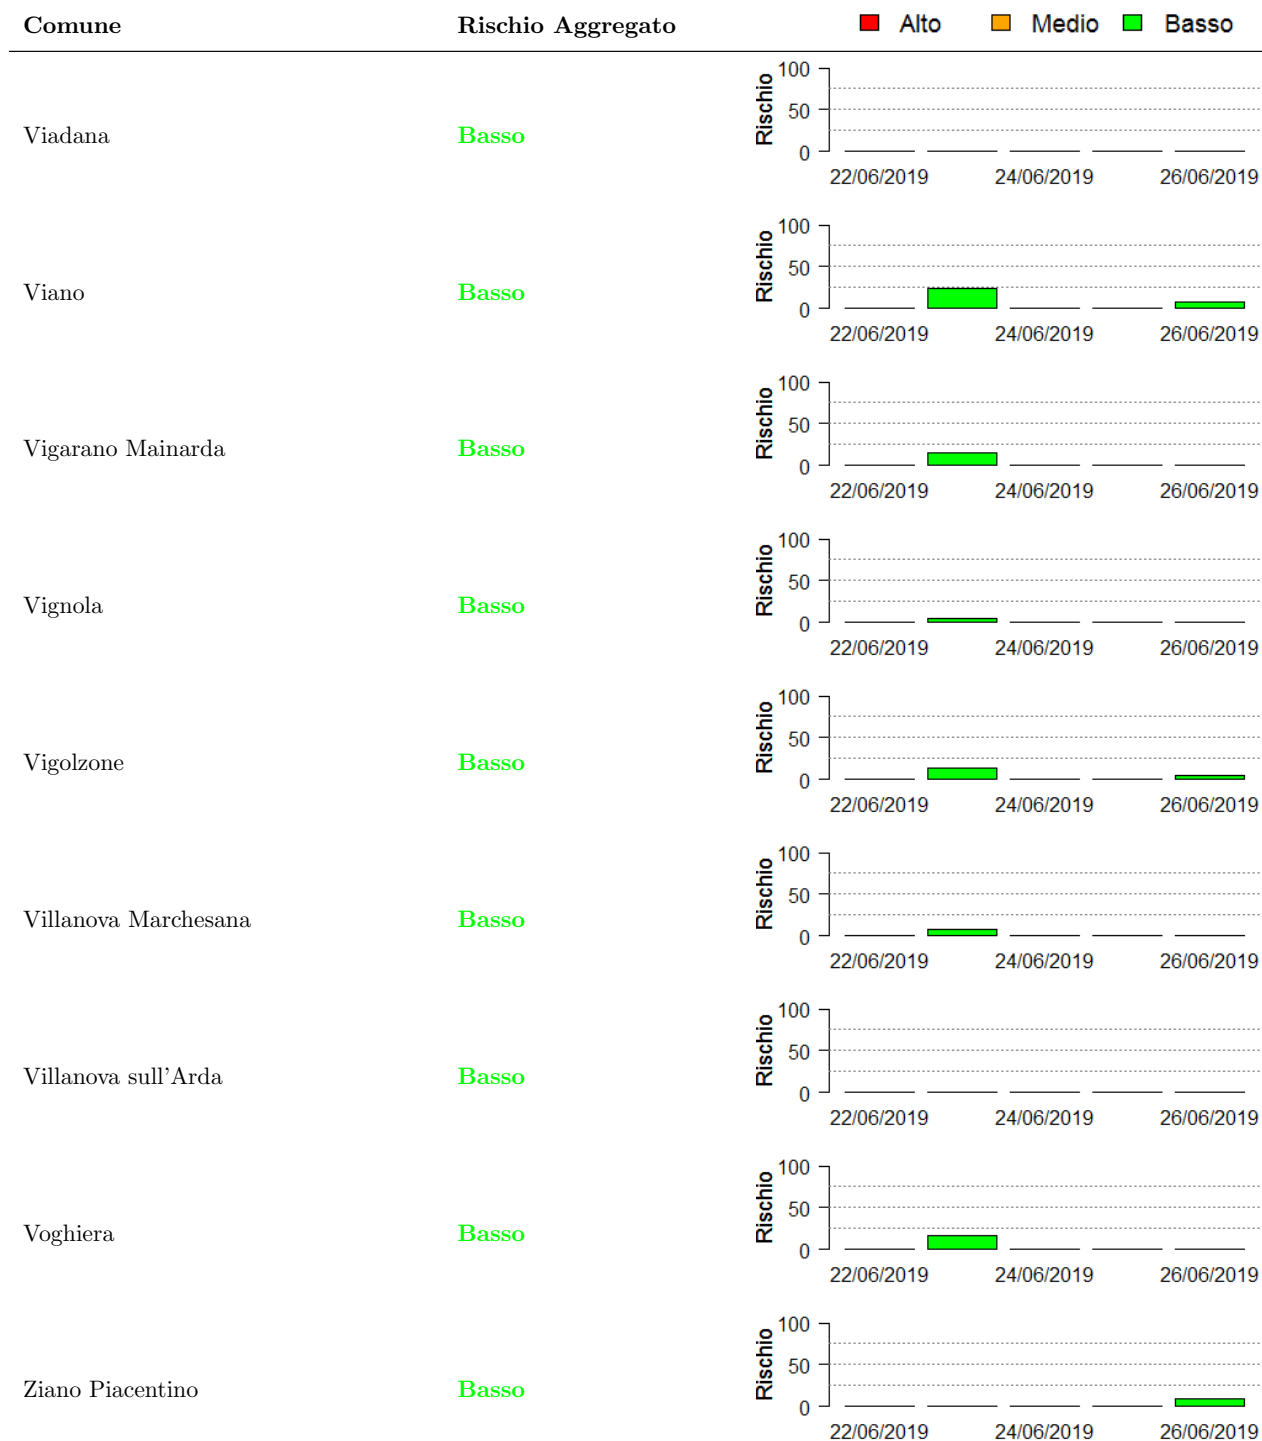 Comune Rischio Aggregato Alto Medio Basso
Viadana Basso
Rischio
100
50
0
22/06/2019 24/06/2019 26/06/2019
Viano Basso
Rischio
100
50
0
22/06/2019 24/06/2019 26/06/2019
Vigarano Mainarda Basso
Rischio
100
50
0
22/06/2019 24/06/2019 26/06/2019
Vignola Basso
Rischio
100
50
0
22/06/2019 24/06/2019 26/06/2019
Vigolzone Basso
Rischio
100
50
0
22/06/2019 24/06/2019 26/06/2019
Villanova Marchesana Basso
Rischio
100
50
0
22/06/2019 24/06/2019 26/06/2019
Villanova sull'Arda Basso
Rischio
100
50
0
22/06/2019 24/06/2019 26/06/2019
Voghiera Basso
Rischio
100
50
0
22/06/2019 24/06/2019 26/06/2019
Ziano Piacentino Basso
Rischio
100
50
0
22/06/2019 24/06/2019 26/06/2019